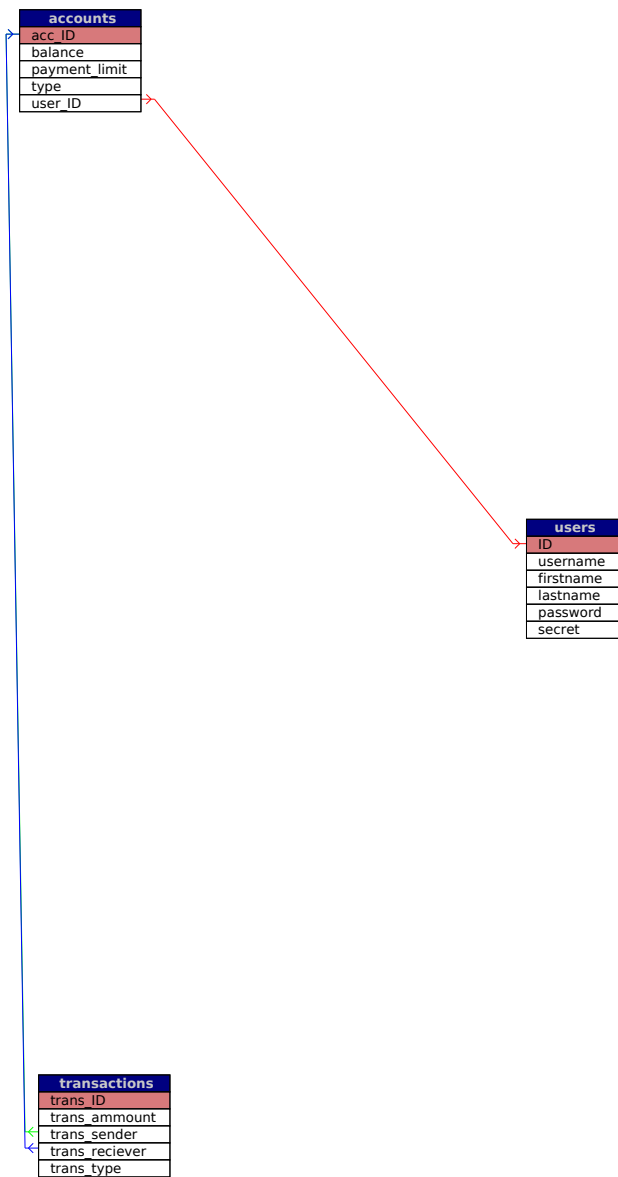 accounts
acc_ID
balance
payment_limit
type
user_ID
users
ID
username
firstname
lastname
password
secret
transactions
trans_ID
trans_ammount
trans_sender
trans_reciever
trans_type